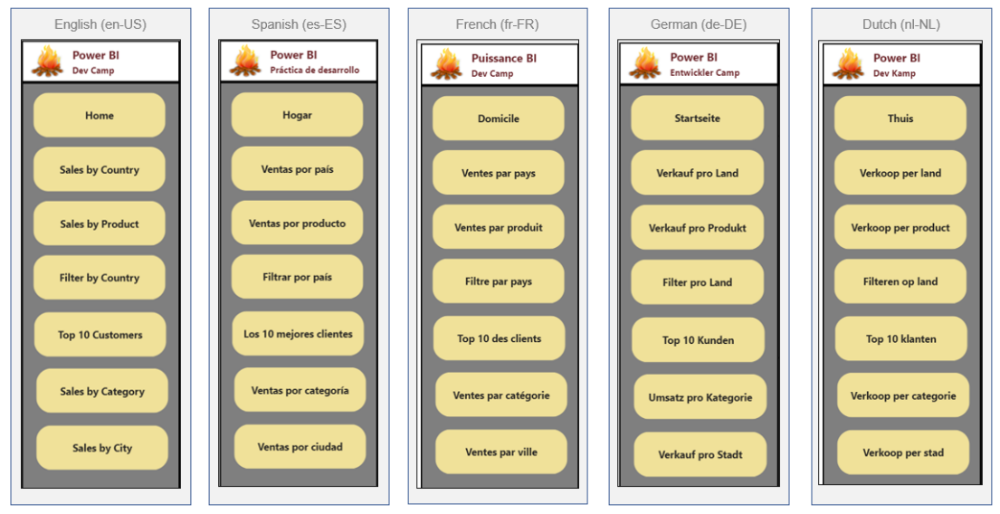 English (en-US)
Power BI
Dev Camp
Home
Sales by Country
Sales by Product
Filter by Country
Top 10 Customers
Sales by Category
Sales by City
Spanish (es-ES)
Power BI
Práctica de desarrollo
Hogar
Ventas por país
Ventas por producto
Filtrar por país
Los 10 mejores clientes
Ventas por categoría
Ventas por ciudad
French (fr-FR)
Puissance BI
Dev Camp
Domicile
Ventes par pays
Ventes par produit
Filtre par pays
Top 10 des clients
Ventes par catégorie
Ventes par ville
German (de-DE)
Power BI
Entwickler Camp
Startseite
Verkauf pro Land
Verkauf pro Produkt
Filter pro Land
Top 10 Kunden
Umsatz pro Kategorie
Verkauf pro Stadt
Dutch (nl-NL)
Power BI
Dev Kamp
Thuis
Verkoop per land
Verkoop per product
Filteren op land
Top 10 klanten
Verkoop per categorie
Verkoop per stad